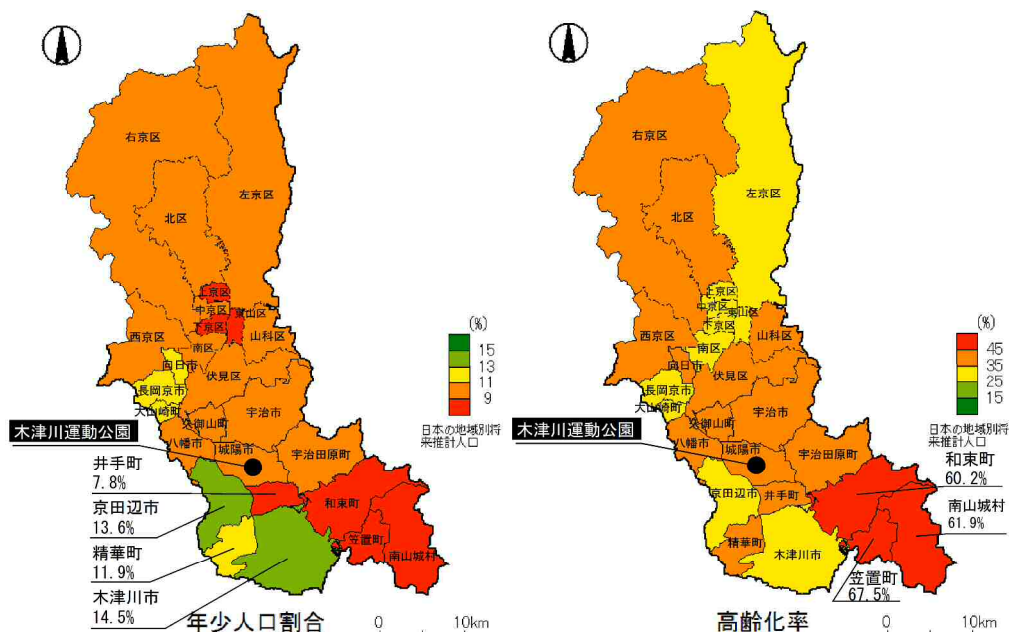 右京区
左京区
北区
上京区
中京区
東山区
下京区
西京区
南区
山科区
向日市
伏見区
長岡京市
大山崎町
宇治市
久御山町
八幡市
城陽市
宇治田原町
木津川運動公園
井手町
7.8%
京田辺市
13.6%
精華町
11.9%
木津川市
14.5%
和束町
笠置町
南山城村
(%)
15
13
11
9
日本の地域別将
来推計人口
年少人口割合
0 10km
右京区
左京区
北区
上京区
中京区
東山区
下京区
西京区
南区
山科区
向日市
伏見区
長岡京市
大山崎町
宇治市
久御山町
八幡市
城陽市
宇治田原町
木津川運動公園
京田辺市
井手町
精華町
木津川市
(%)
45
35
25
15
日本の地域別将
来推計人口
和束町
60.2%
南山城村
61.9%
笠置町
67.5%
高齢化率
0 10km